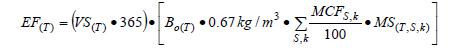 EF(T) = (VS(T) • 365) • [Bo(T) • 0.67 kg / m³ • ∑S,k MCFS,k / 100 • MS(T,S,k)]